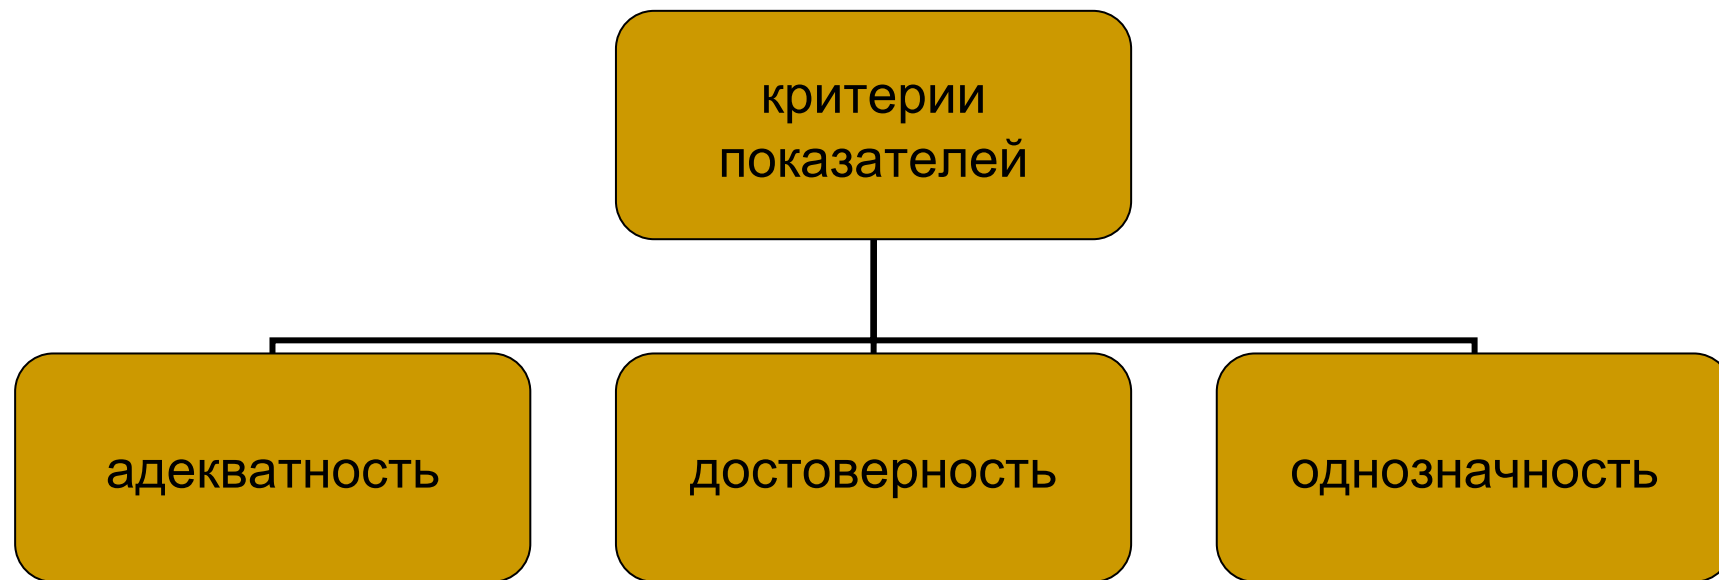 критерии
показателей
адекватность
достоверность
однозначность